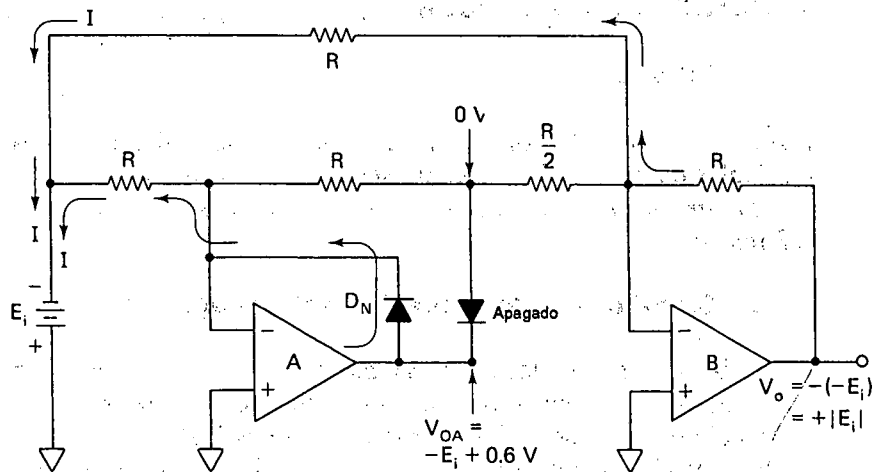 I
R
0 V
R
R
R/2
R
I
I
−
E_i
+
D_N
Apagado
−
A
+
−
B
+
V_OA =
−E_i + 0.6 V
V_o = −(−E_i)
= +|E_i|